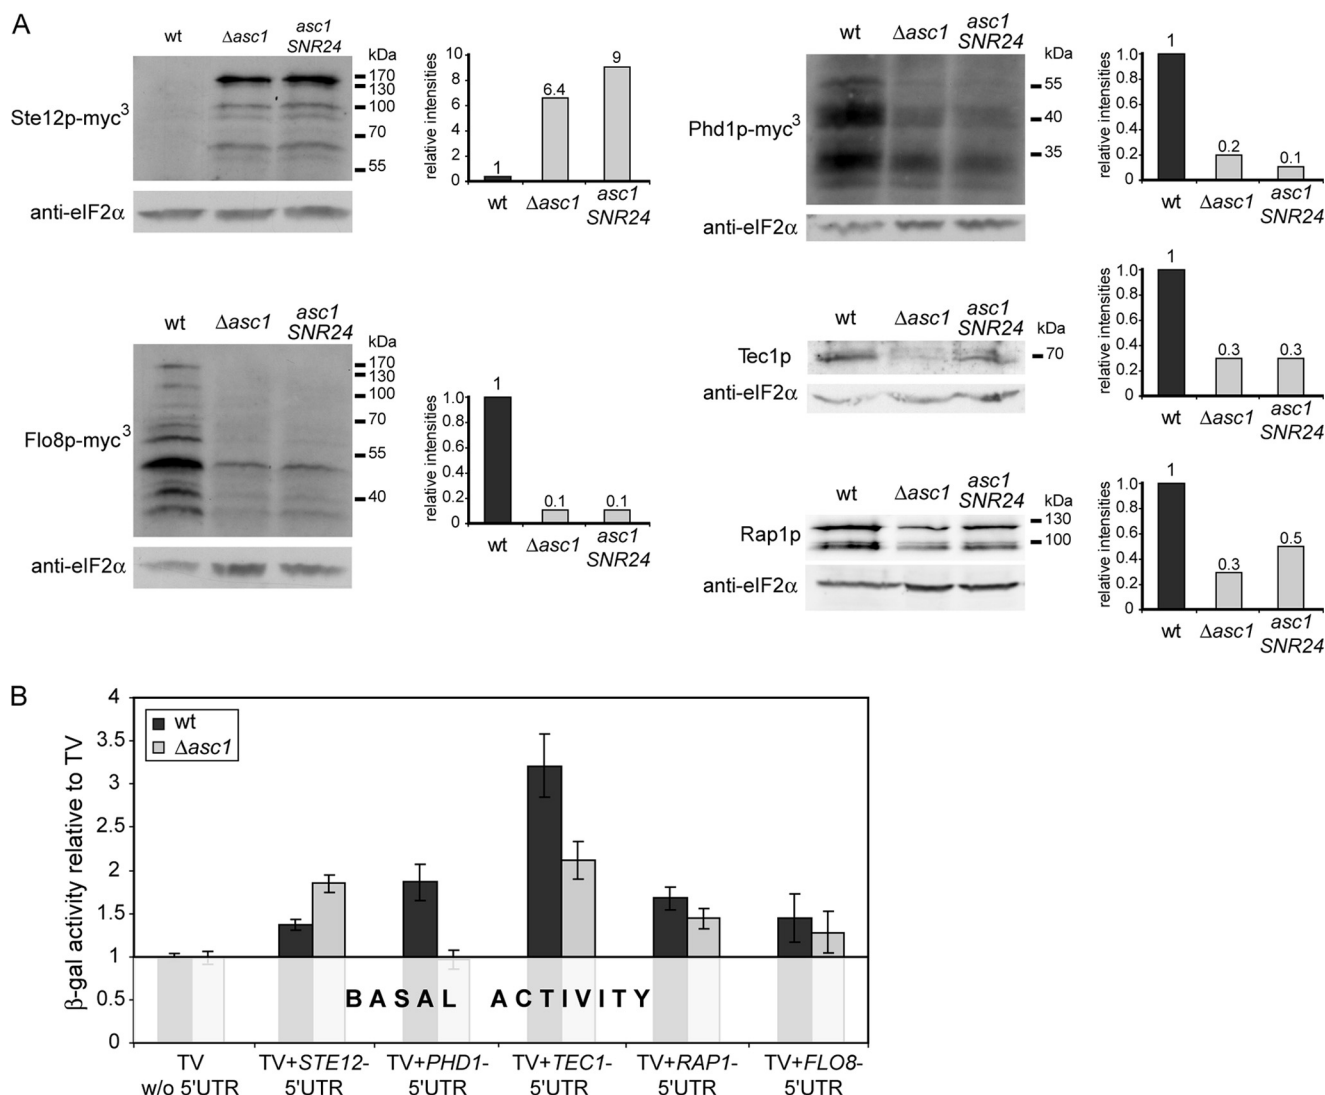 A
wt
Δasc1
asc1
SNR24
kDa
170
130
100
70
55
Ste12p-myc³
anti-eIF2α
relative intensities
10
8
6
4
2
0
1
6.4
9
wt
Δasc1
asc1
SNR24
wt
Δasc1
asc1
SNR24
kDa
55
40
35
Phd1p-myc³
anti-eIF2α
relative intensities
1.0
0.8
0.6
0.4
0.2
0
1
0.2
0.1
wt
Δasc1
asc1
SNR24
wt
Δasc1
asc1
SNR24
kDa
170
130
100
70
55
40
Flo8p-myc³
anti-eIF2α
relative intensities
1.0
0.8
0.6
0.4
0.2
0
1
0.1
0.1
wt
Δasc1
asc1
SNR24
wt
Δasc1
asc1
SNR24
kDa
70
Tec1p
anti-eIF2α
relative intensities
1.0
0.8
0.6
0.4
0.2
0
1
0.3
0.3
wt
Δasc1
asc1
SNR24
wt
Δasc1
asc1
SNR24
kDa
130
100
Rap1p
anti-eIF2α
relative intensities
1.0
0.8
0.6
0.4
0.2
0
1
0.3
0.5
wt
Δasc1
asc1
SNR24
B
β-gal activity relative to TV
4
3.5
3
2.5
2
1.5
1
0.5
0
wt
Δasc1
BASAL ACTIVITY
TV
w/o 5'UTR
TV+STE12-
5'UTR
TV+PHD1-
5'UTR
TV+TEC1-
5'UTR
TV+RAP1-
5'UTR
TV+FLO8-
5'UTR